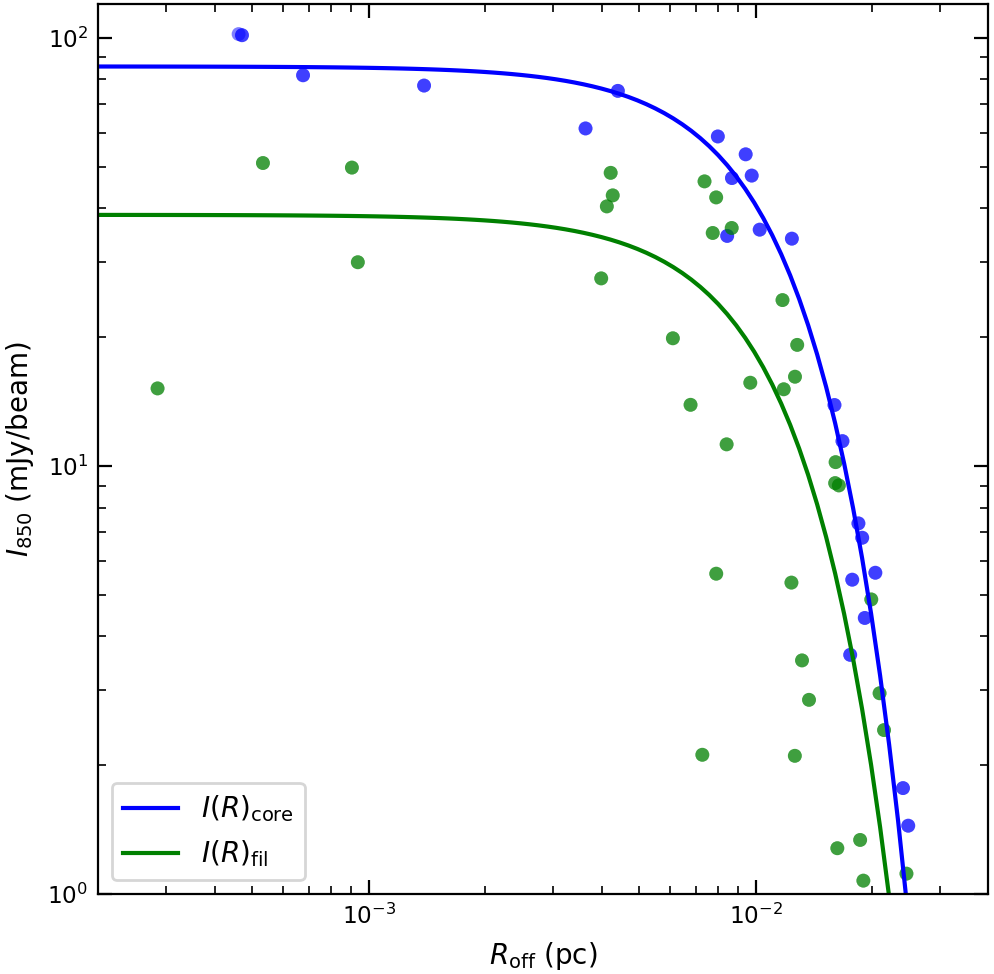 10²
10¹
10⁰
I₈₅₀ (mJy/beam)
I(R)core
I(R)fil
10⁻³ 10⁻²
Roff (pc)